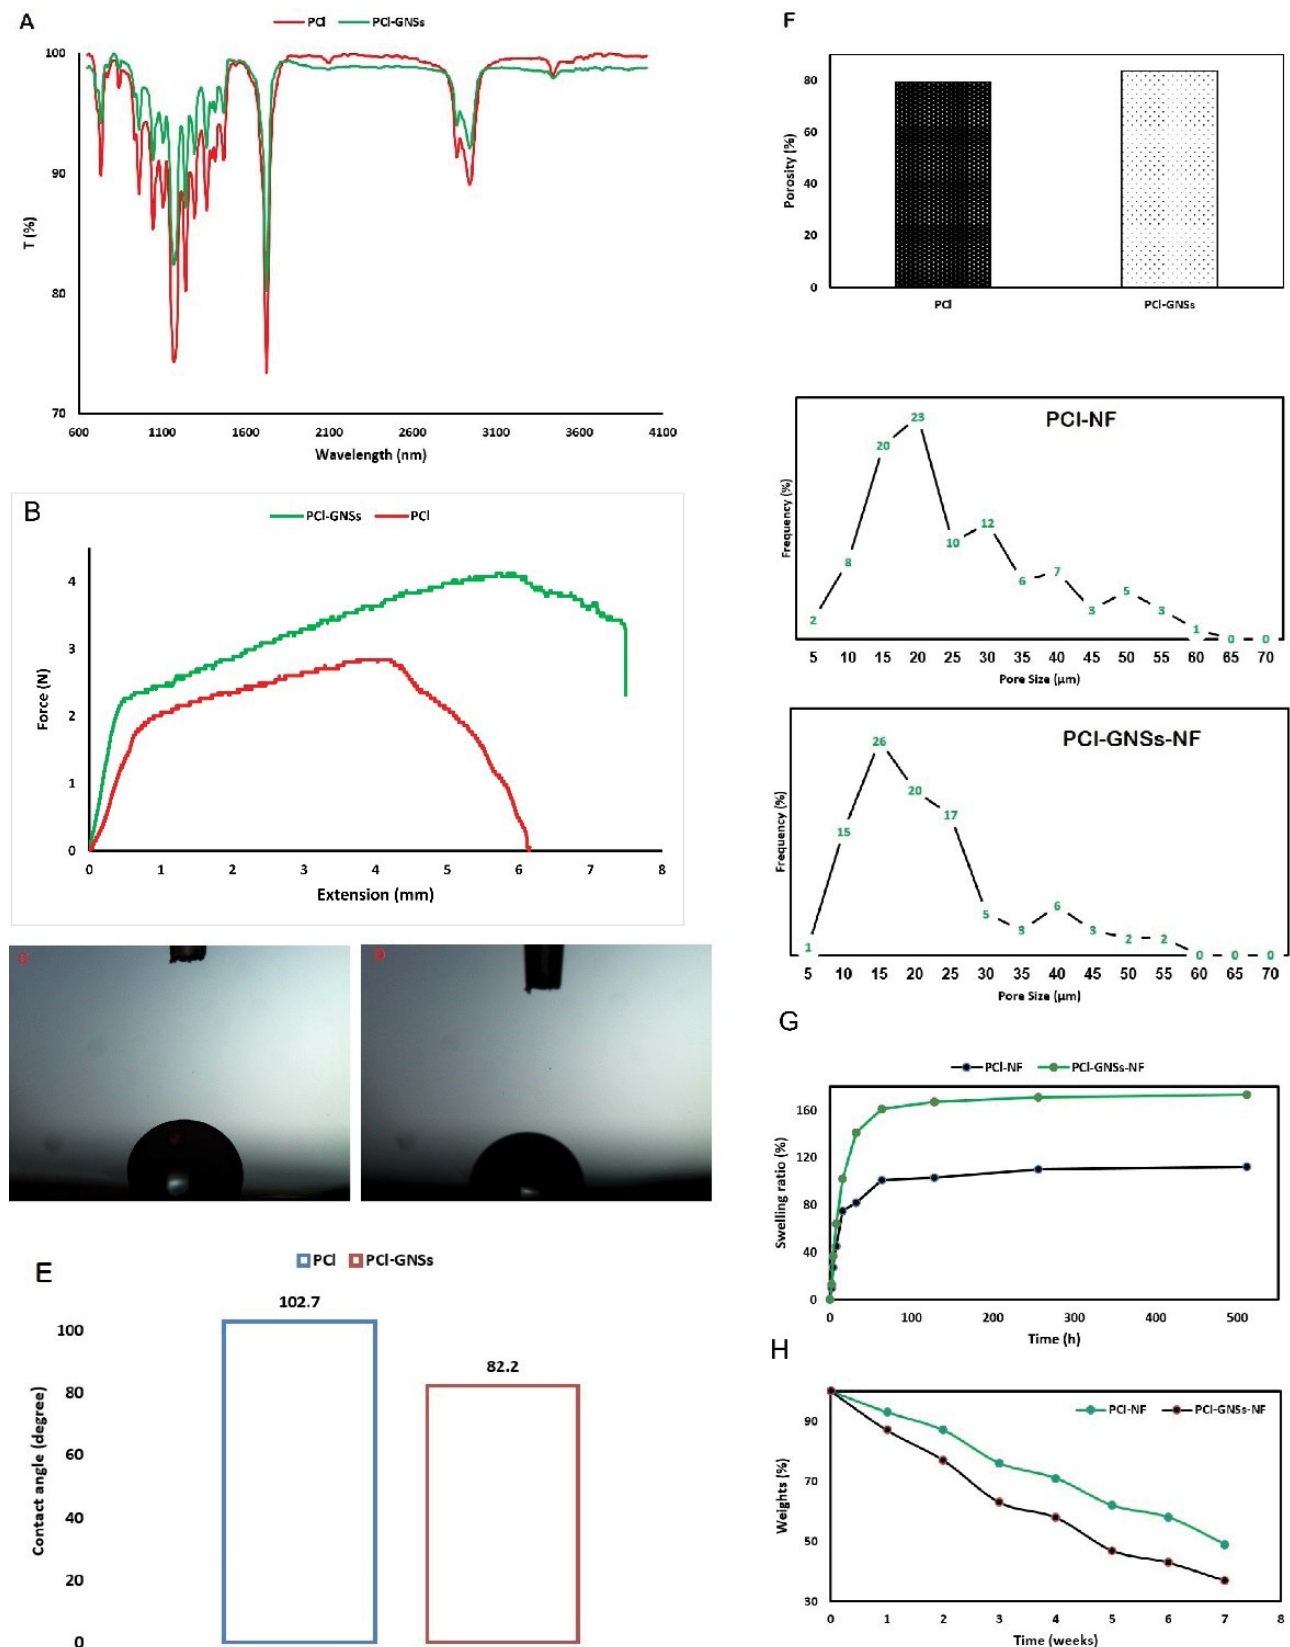 A
PCl PCl-GNSs
100
90
80
70
T (%)
600 1100 1600 2100 2600 3100 3600 4100
Wavelength (nm)
B
PCl-GNSs PCl
4
3
2
1
0
Force (N)
0 1 2 3 4 5 6 7 8
Extension (mm)
C
D
E
PCl PCl-GNSs
102.7
82.2
100
80
60
40
20
0
Contact angle (degree)
F
80
60
40
20
0
Porosity (%)
PCl PCl-GNSs
PCl-NF
Frequency (%)
2 8 20 23 10 12 6 7 3 5 3 1 0 0
5 10 15 20 25 30 35 40 45 50 55 60 65 70
Pore Size (µm)
PCl-GNSs-NF
Frequency (%)
1 15 26 20 17 5 3 6 3 2 2 0 0 0
5 10 15 20 25 30 35 40 45 50 55 60 65 70
Pore Size (µm)
G
PCl-NF PCl-GNSs-NF
160
120
80
40
0
Swelling ratio (%)
0 100 200 300 400 500
Time (h)
H
PCl-NF PCl-GNSs-NF
90
70
50
30
Weights (%)
0 1 2 3 4 5 6 7 8
Time (weeks)